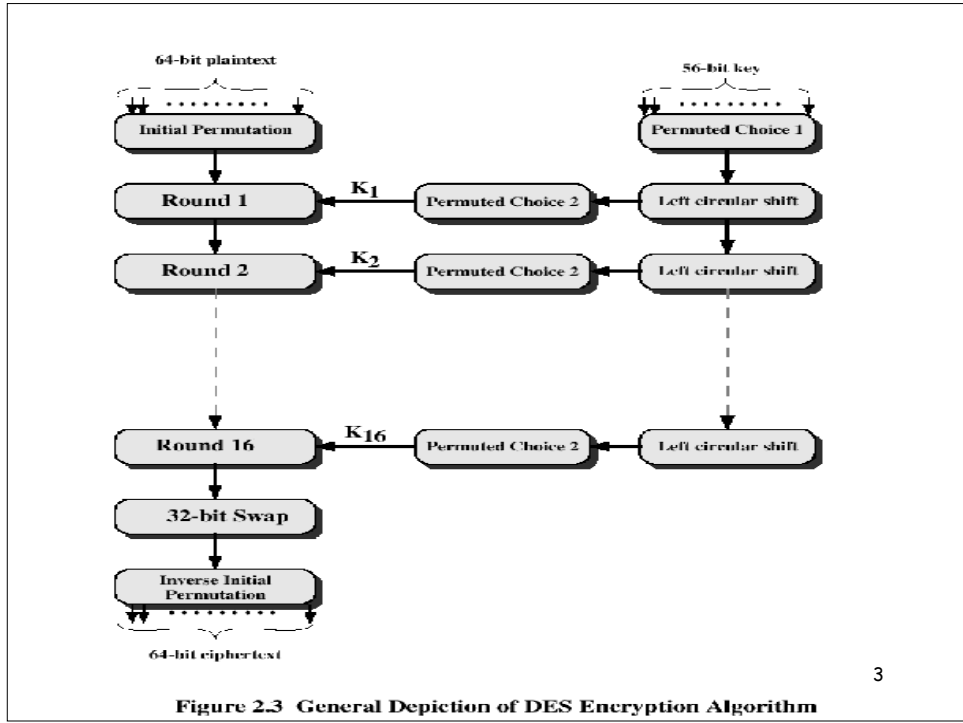 64-bit plaintext
56-bit key
Initial Permutation
Permuted Choice 1
Round 1
K1
Permuted Choice 2
Left circular shift
Round 2
K2
Permuted Choice 2
Left circular shift
Round 16
K16
Permuted Choice 2
Left circular shift
32-bit Swap
Inverse Initial
Permutation
64-bit ciphertext
3
Figure 2.3 General Depiction of DES Encryption Algorithm